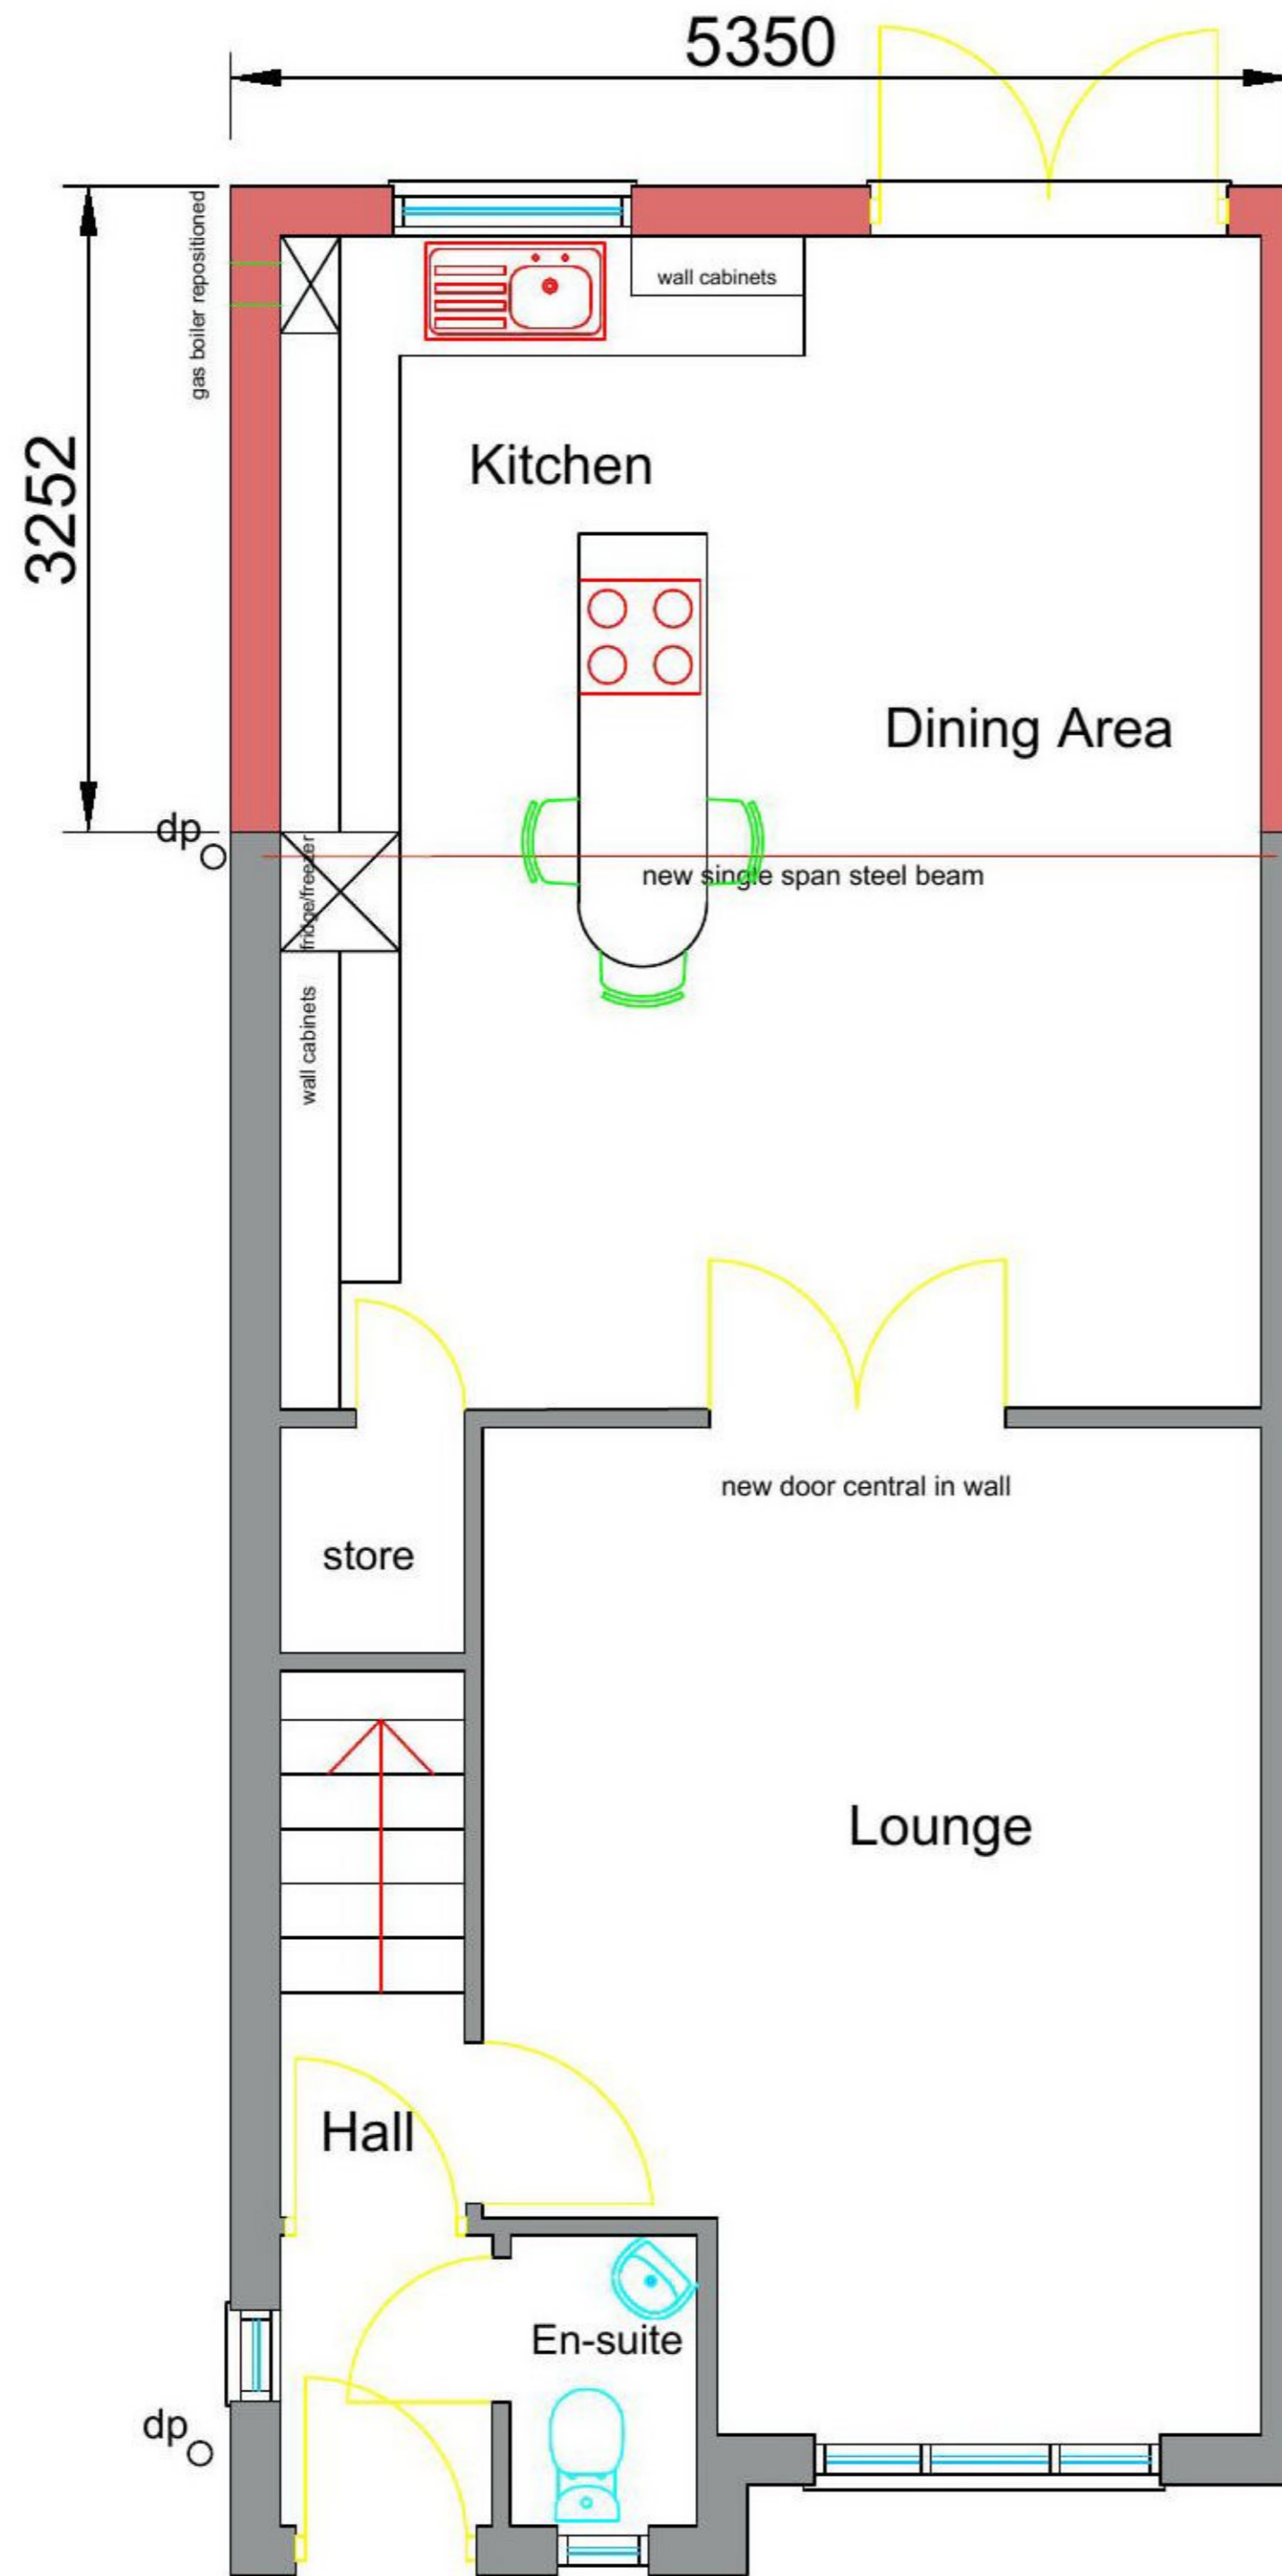 5350
gas boiler repositioned
wall cabinets
3252
Kitchen
Dining Area
dp
fridge/freezer
new single span steel beam
wall cabinets
new door central in wall
store
Lounge
Hall
En-suite
dp